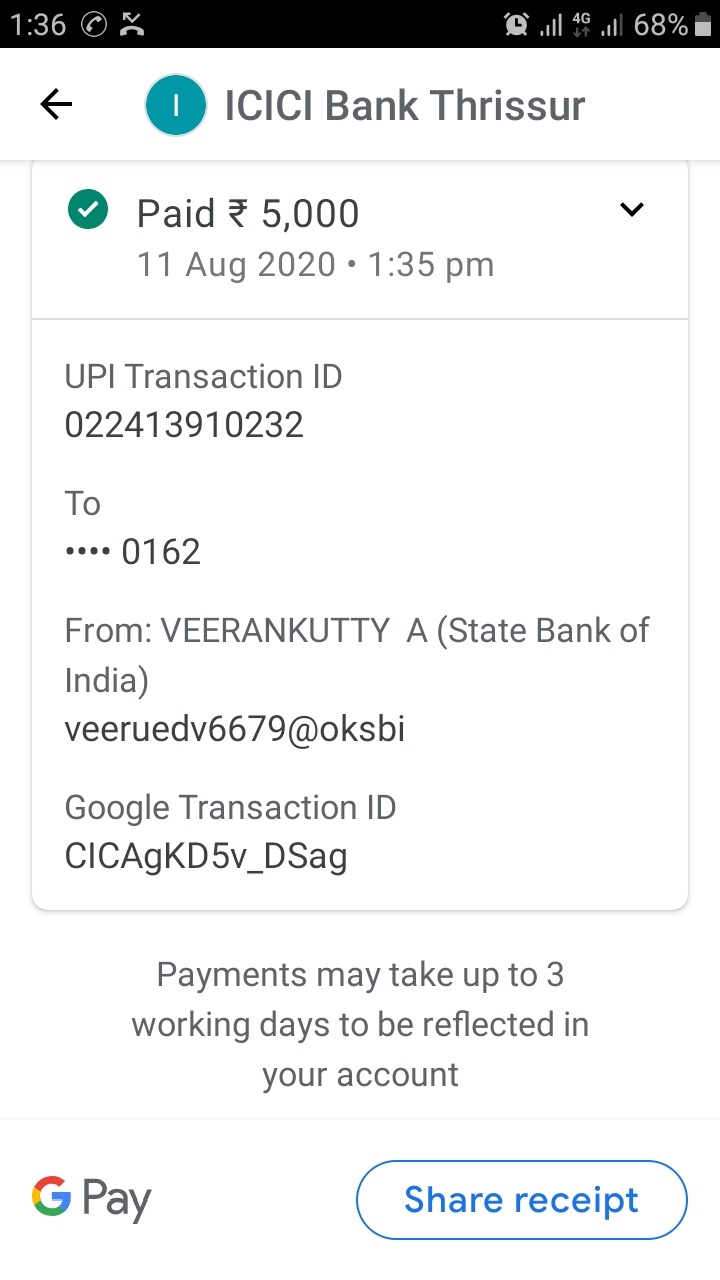 1:36 4G 68%
I ICICI Bank Thrissur
Paid ₹ 5,000
11 Aug 2020 • 1:35 pm
UPI Transaction ID
022413910232
To
•••• 0162
From: VEERANKUTTY A (State Bank of
India)
veeruedv6679@oksbi
Google Transaction ID
CICAgKD5v_DSag
Payments may take up to 3
working days to be reflected in
your account
G Pay Share receipt